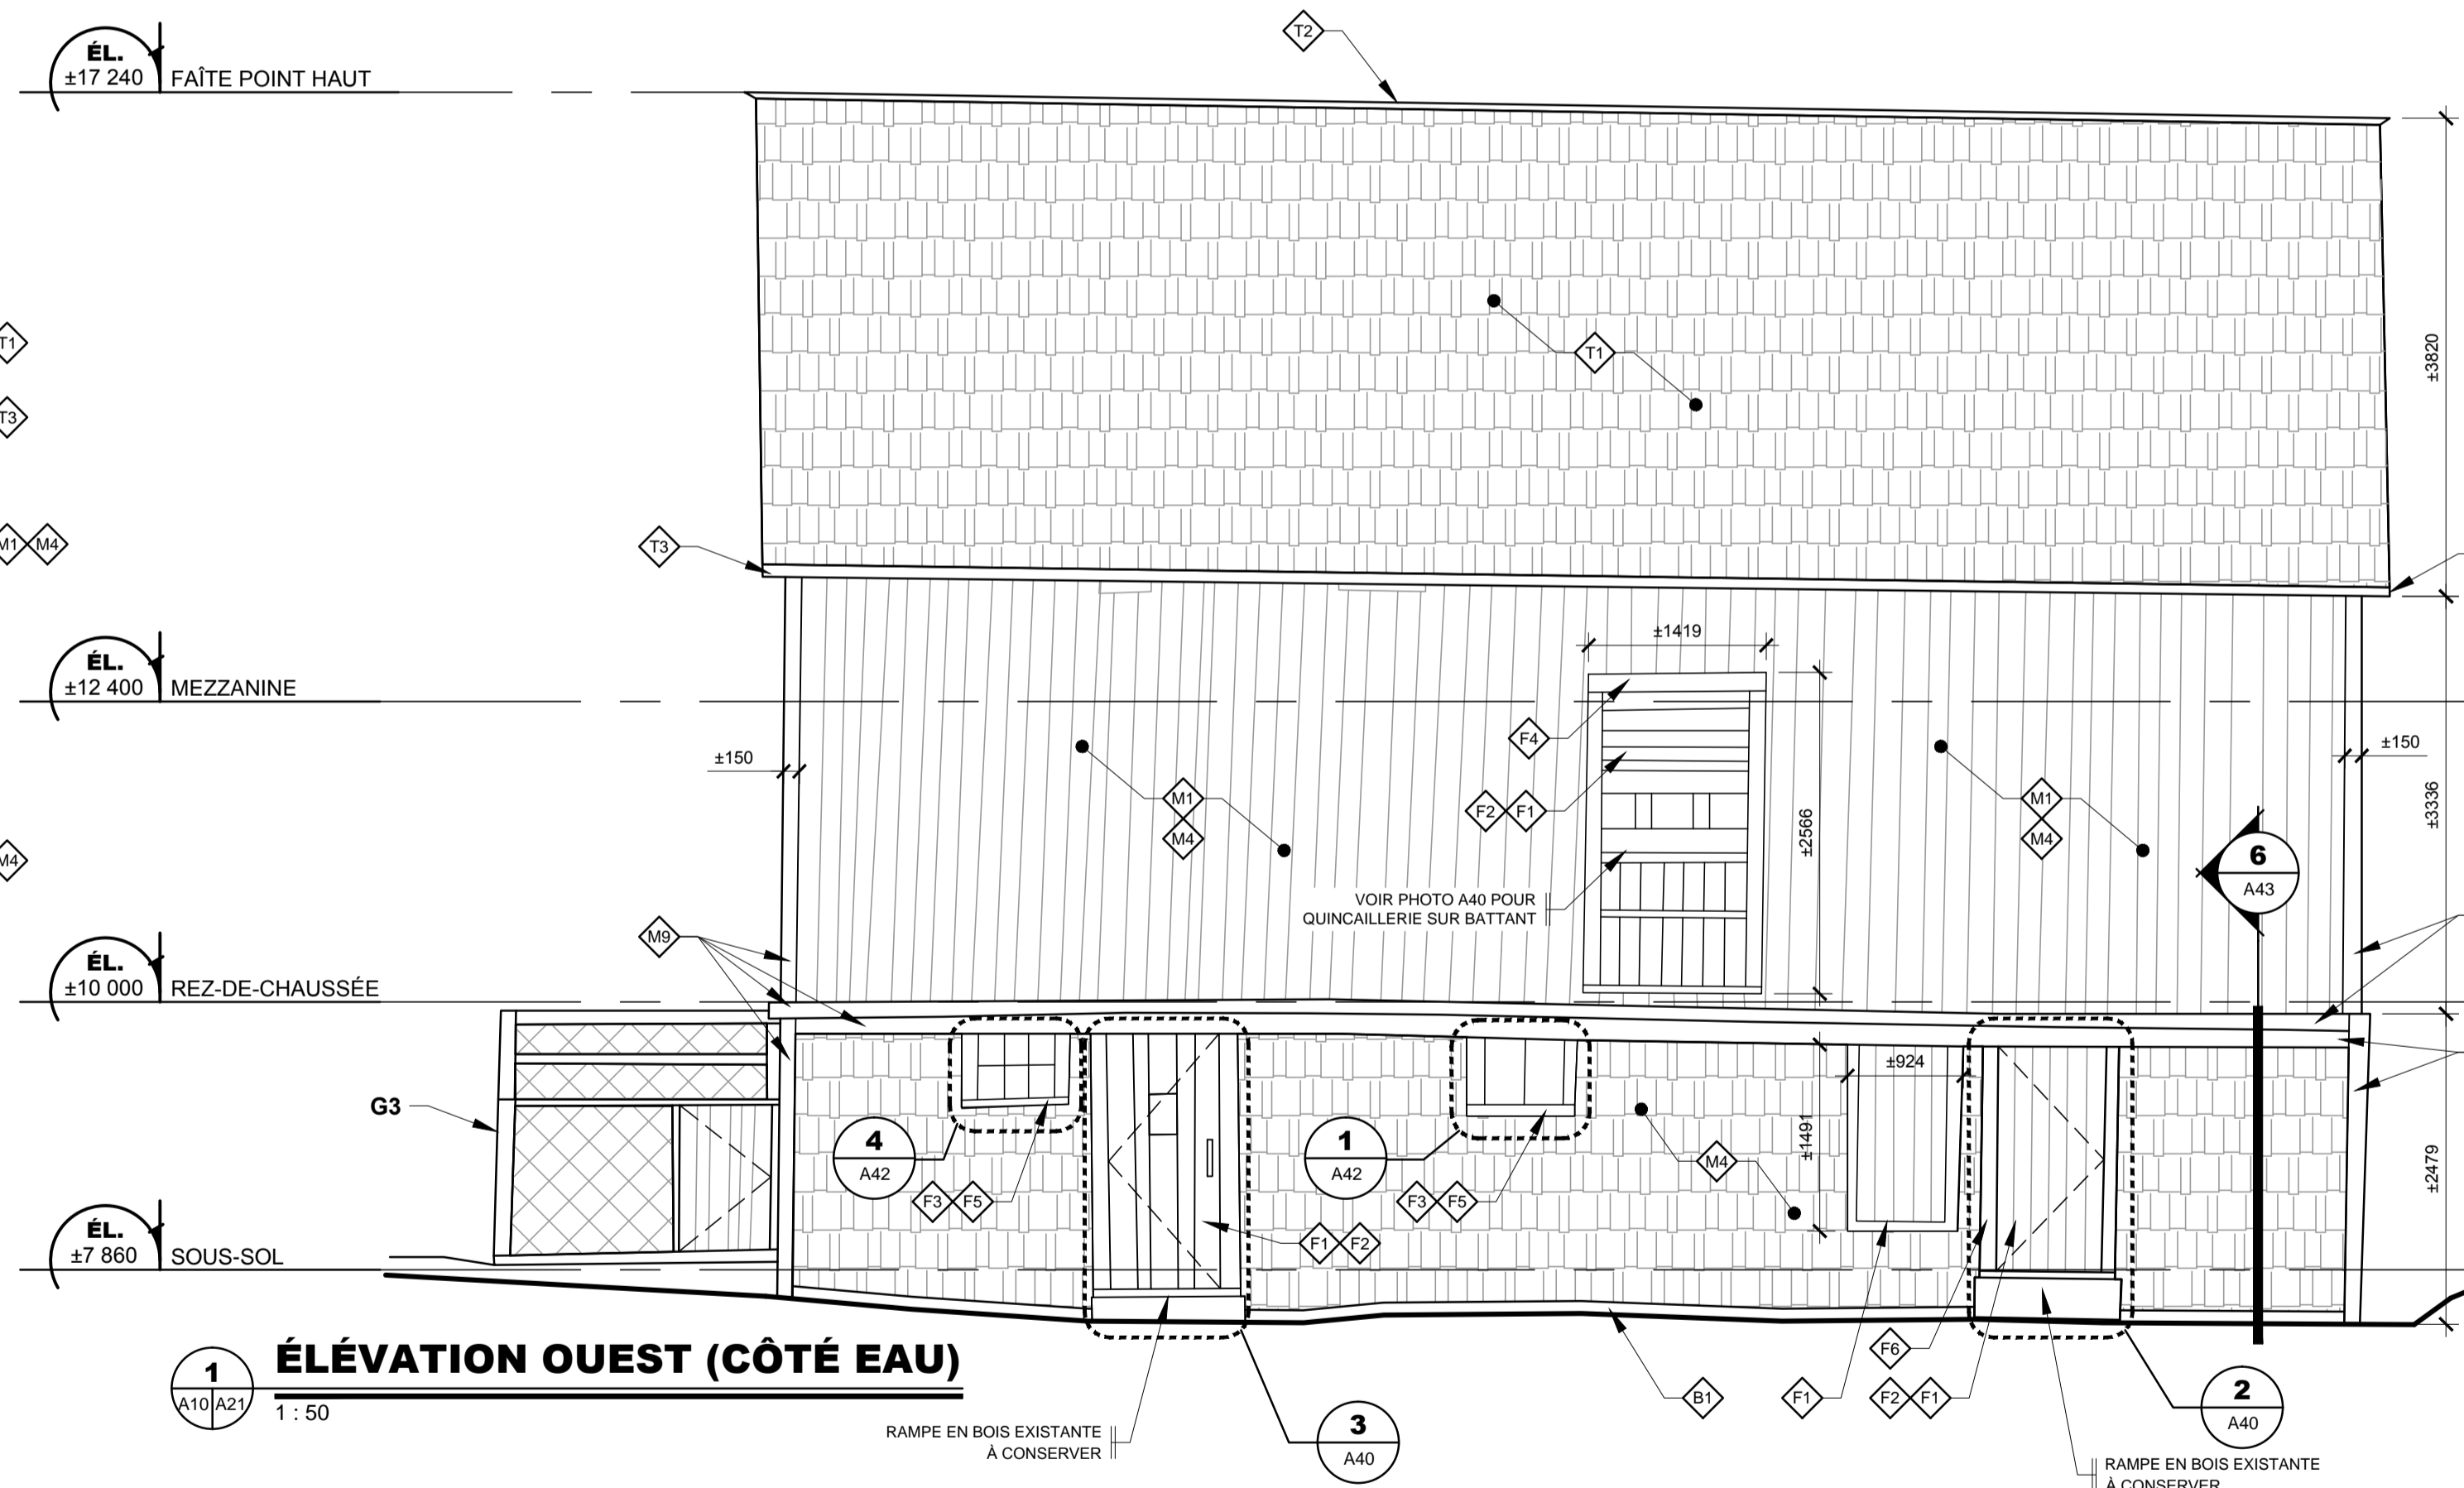 T2
ÉL.
±17 240
FAÎTE POINT HAUT
T1
T1
±3820
T3
T3
M1
M4
±1419
ÉL.
±12 400
MEZZANINE
F4
±150
±150
M1
M4
F2
F1
±2566
M1
M4
±3336
M4
6
A43
VOIR PHOTO A40 POUR
QUINCAILLERIE SUR BATTANT
M9
ÉL.
±10 000
REZ-DE-CHAUSSÉE
±924
G3
4
A42
1
A42
±1491
M4
±2479
F3
F5
F3
F5
F1
F2
ÉL.
±7 860
SOUS-SOL
F6
1
A10
A21
ÉLÉVATION OUEST (CÔTÉ EAU)
1 : 50
B1
F1
F2
F1
2
A40
RAMPE EN BOIS EXISTANTE
À CONSERVER
3
A40
RAMPE EN BOIS EXISTANTE
À CONSERVER